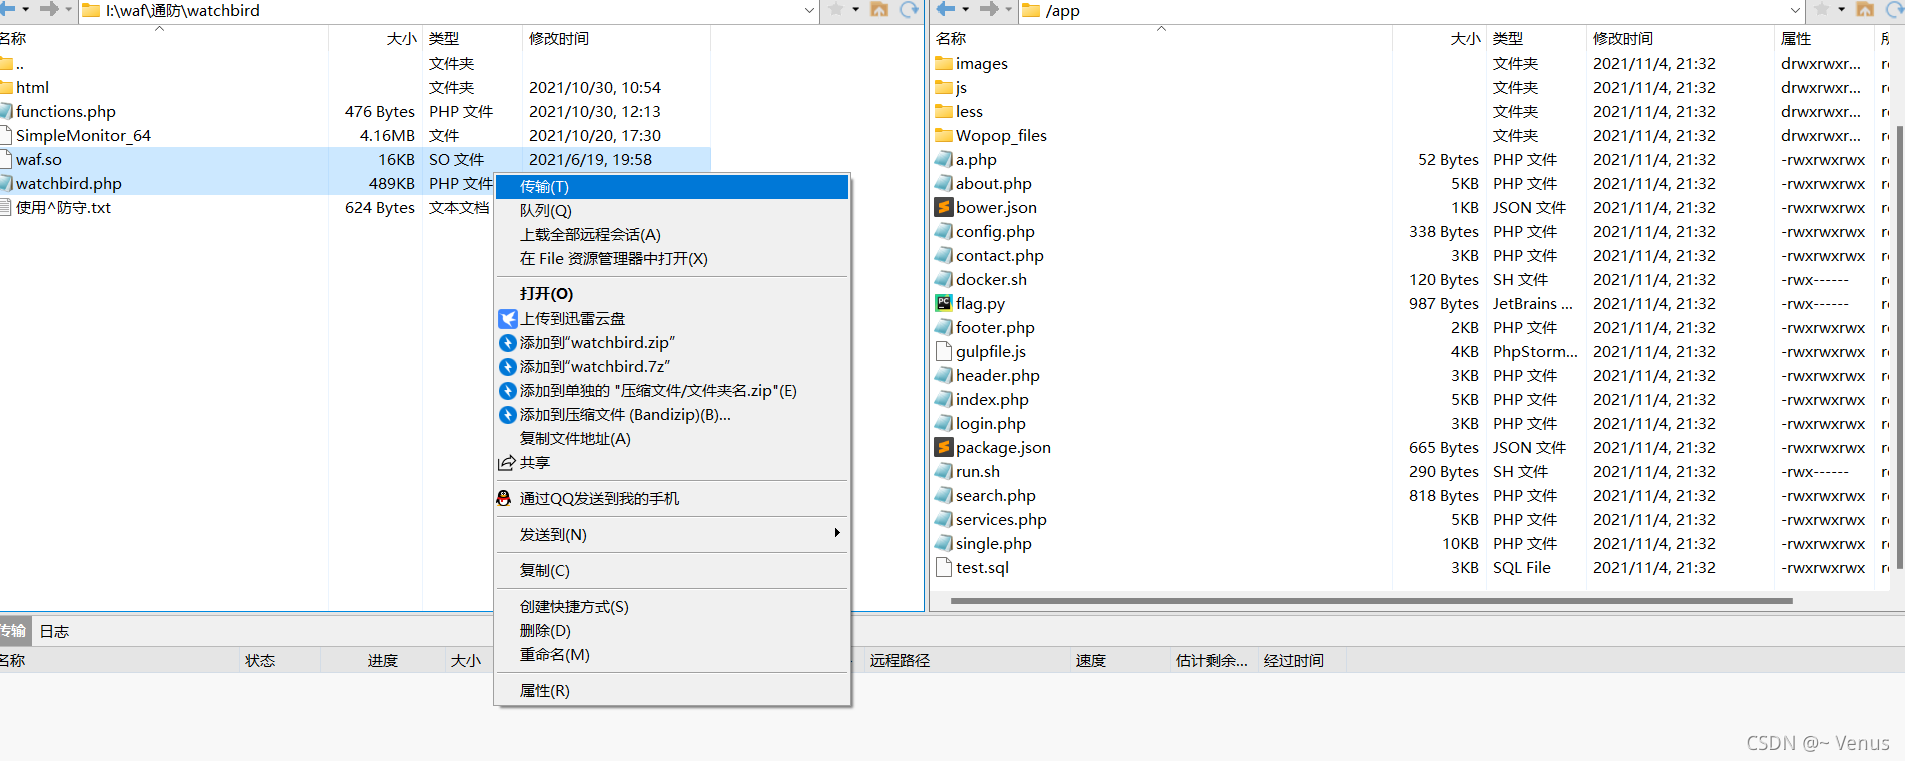 I:\waf\通防\watchbird
名称 大小 类型 修改时间
.. 文件夹
html 文件夹 2021/10/30, 10:54
functions.php 476 Bytes PHP 文件 2021/10/30, 12:13
SimpleMonitor_64 4.16MB 文件 2021/10/20, 17:30
waf.so 16KB SO 文件 2021/6/19, 19:58
watchbird.php 489KB PHP 文件
使用^防守.txt 624 Bytes 文本文档
传输(T)
队列(Q)
上载全部远程会话(A)
在 File 资源管理器中打开(X)
打开(O)
上传到迅雷云盘
添加到“watchbird.zip”
添加到“watchbird.7z”
添加到单独的 "压缩文件/文件夹名.zip"(E)
添加到压缩文件 (Bandizip)(B)...
复制文件地址(A)
共享
通过QQ发送到我的手机
发送到(N)
复制(C)
创建快捷方式(S)
删除(D)
重命名(M)
属性(R)
/app
名称 大小 类型 修改时间 属性
images 文件夹 2021/11/4, 21:32 drwxrwxr...
js 文件夹 2021/11/4, 21:32 drwxrwxr...
less 文件夹 2021/11/4, 21:32 drwxrwxr...
Wopop_files 文件夹 2021/11/4, 21:32 drwxrwxr...
a.php 52 Bytes PHP 文件 2021/11/4, 21:32 -rwxrwxrwx
about.php 5KB PHP 文件 2021/11/4, 21:32 -rwxrwxrwx
bower.json 1KB JSON 文件 2021/11/4, 21:32 -rwxrwxrwx
config.php 338 Bytes PHP 文件 2021/11/4, 21:32 -rwxrwxrwx
contact.php 3KB PHP 文件 2021/11/4, 21:32 -rwxrwxrwx
docker.sh 120 Bytes SH 文件 2021/11/4, 21:32 -rwx------
flag.py 987 Bytes JetBrains ... 2021/11/4, 21:32 -rwx------
footer.php 2KB PHP 文件 2021/11/4, 21:32 -rwxrwxrwx
gulpfile.js 4KB PhpStorm... 2021/11/4, 21:32 -rwxrwxrwx
header.php 3KB PHP 文件 2021/11/4, 21:32 -rwxrwxrwx
index.php 5KB PHP 文件 2021/11/4, 21:32 -rwxrwxrwx
login.php 3KB PHP 文件 2021/11/4, 21:32 -rwxrwxrwx
package.json 665 Bytes JSON 文件 2021/11/4, 21:32 -rwxrwxrwx
run.sh 290 Bytes SH 文件 2021/11/4, 21:32 -rwx------
search.php 818 Bytes PHP 文件 2021/11/4, 21:32 -rwxrwxrwx
services.php 5KB PHP 文件 2021/11/4, 21:32 -rwxrwxrwx
single.php 10KB PHP 文件 2021/11/4, 21:32 -rwxrwxrwx
test.sql 3KB SQL File 2021/11/4, 21:32 -rwxrwxrwx
传输 日志
名称 状态 进度 大小 远程路径 速度 估计剩余... 经过时间
CSDN @~ Venus